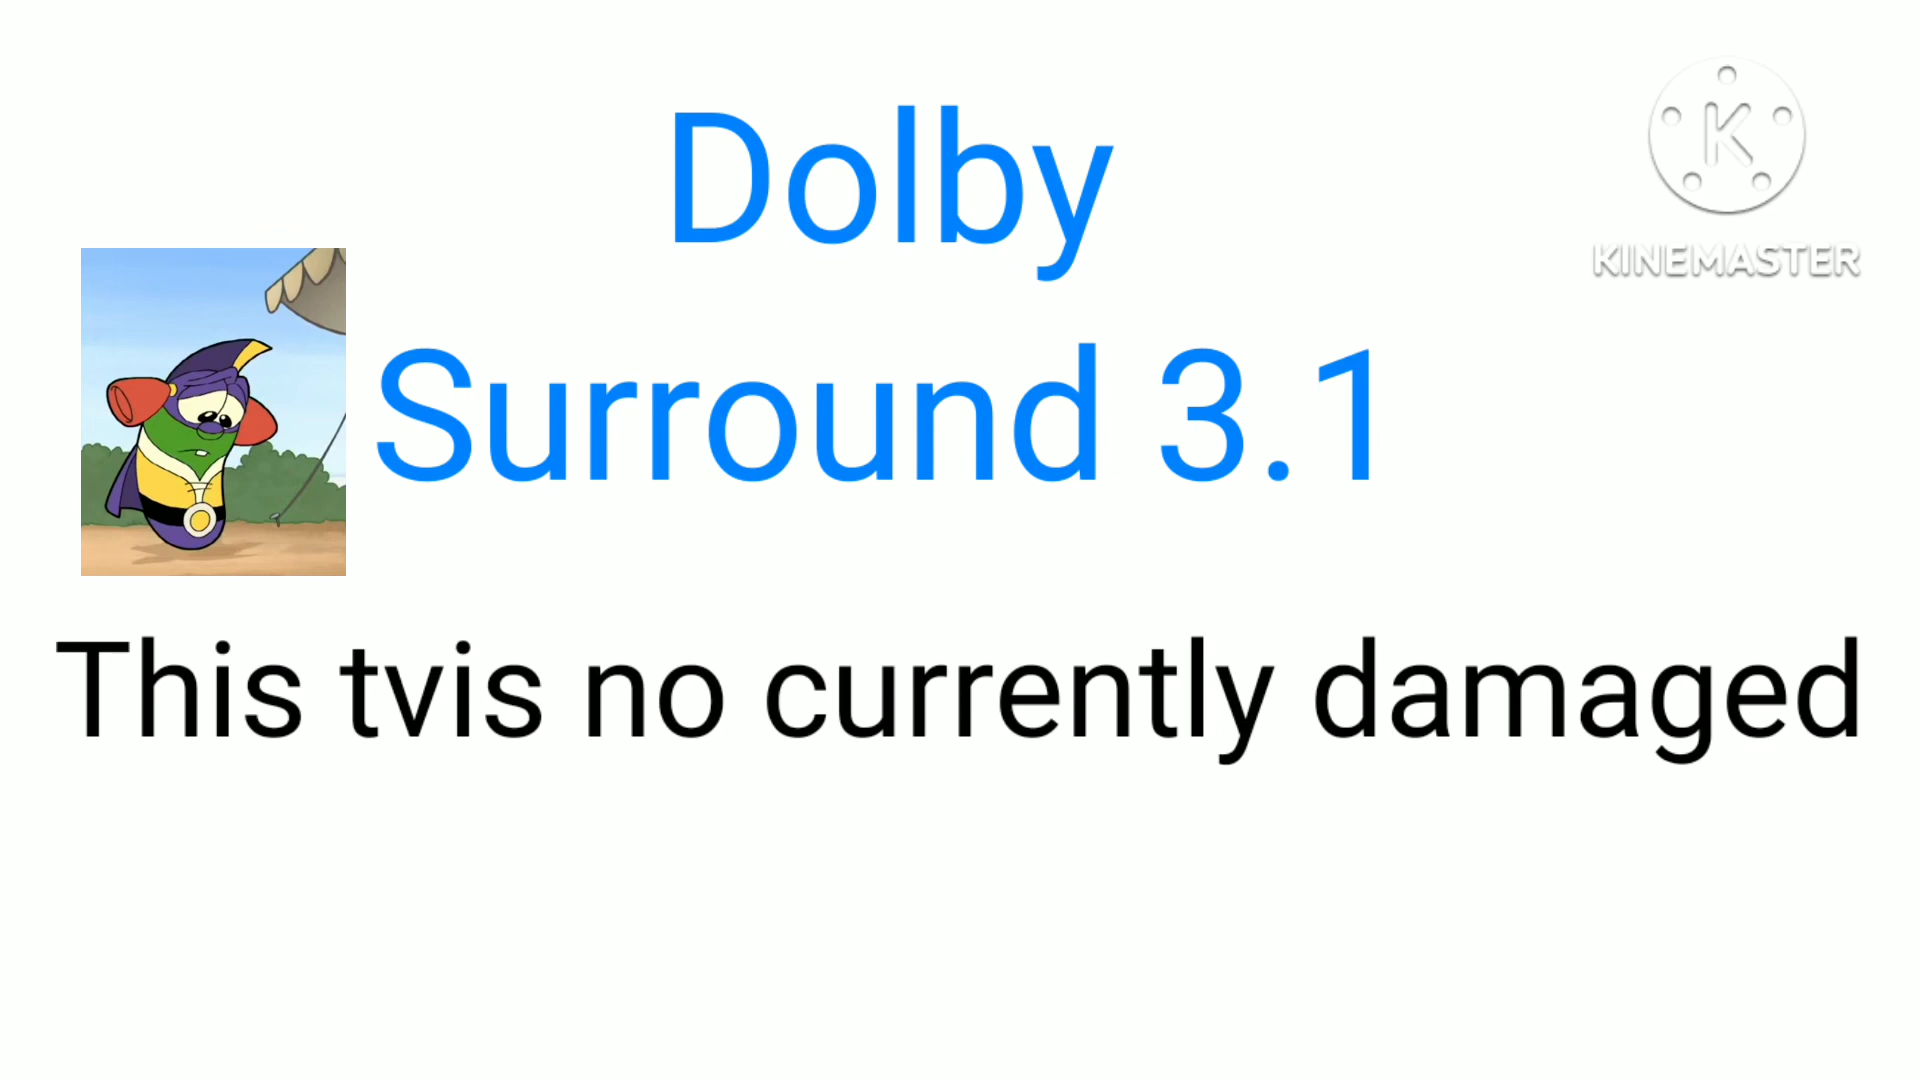 Dolby
Surround 3.1
K
KINEMASTER
This tvis no currently damaged